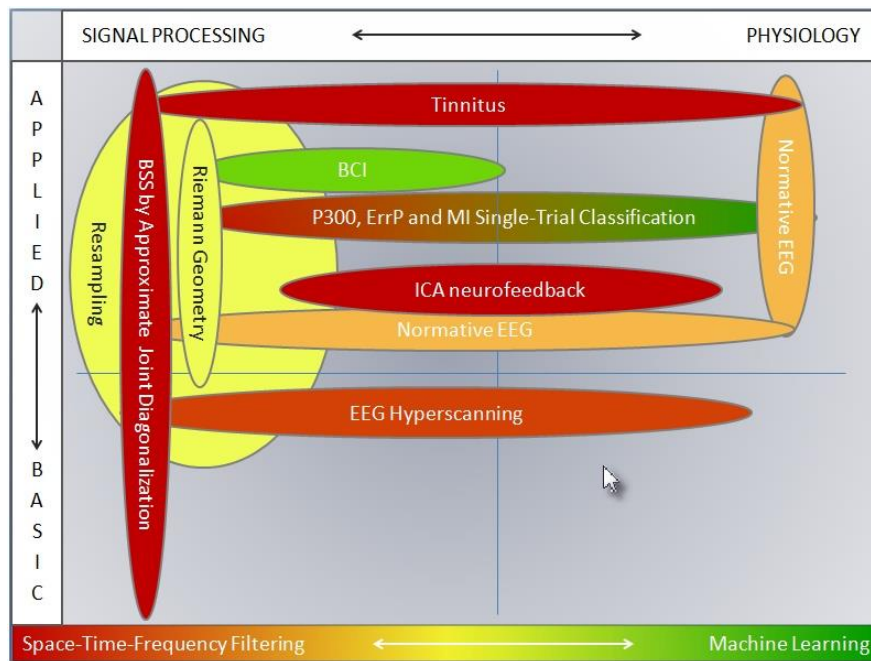 SIGNAL PROCESSING
PHYSIOLOGY
APPLIED
BASIC
Tinnitus
BCI
P300, ErrP and MI Single-Trial Classification
ICA neurofeedback
Normative EEG
EEG Hyperscanning
Resampling
BSS by Approximate Joint Diagonalization
Riemann Geometry
Normative EEG
Space-Time-Frequency Filtering
Machine Learning